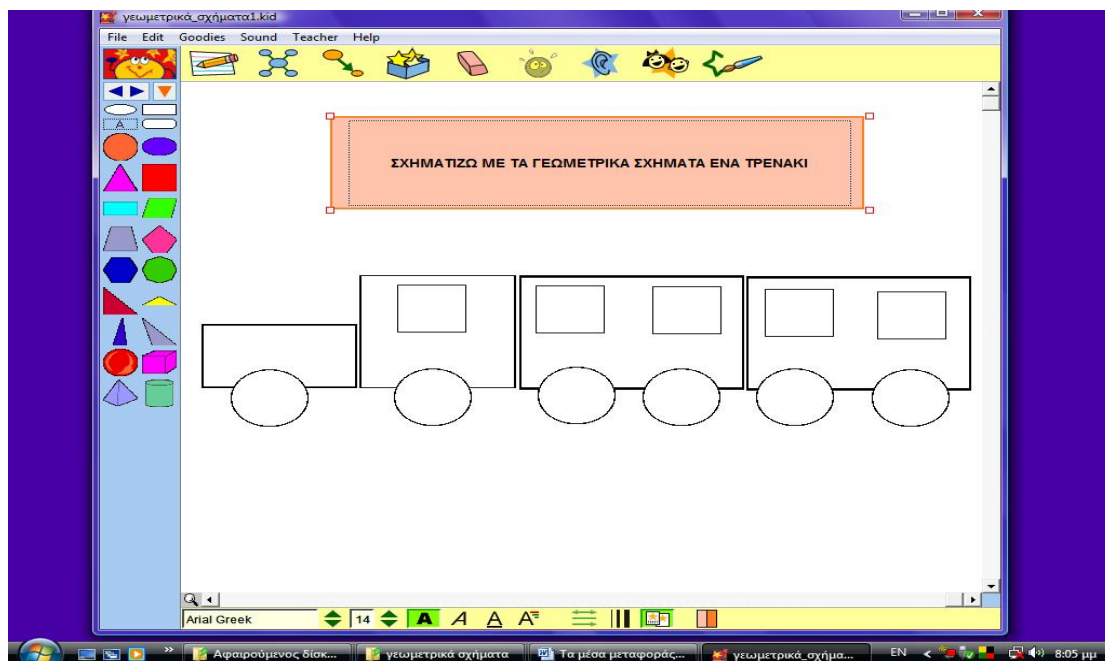 γεωμετρικά_σχήματα1.kid
File Edit Goodies Sound Teacher Help
A
ΣΧΗΜΑΤΙΖΩ ΜΕ ΤΑ ΓΕΩΜΕΤΡΙΚΑ ΣΧΗΜΑΤΑ ΕΝΑ ΤΡΕΝΑΚΙ
Arial Greek 14 A A A A
Αφαιρούμενος δίσκ... γεωμετρικά σχήματα Τα μέσα μεταφοράς... γεωμετρικά_σχήμα... EN 8:05 μμ